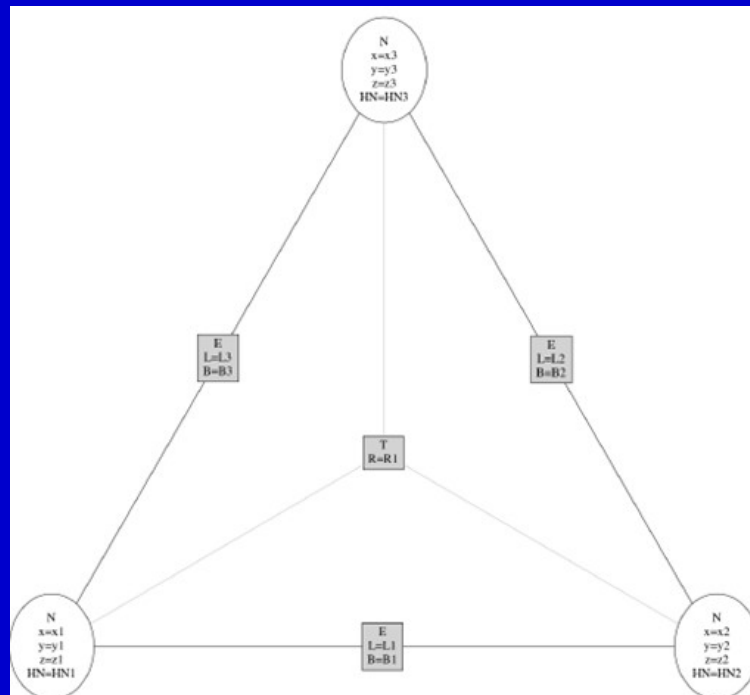 N
x=x3
y=y3
z=z3
HN=HN3
E
L=L3
B=B3
E
L=L2
B=B2
T
R=R1
N
x=x1
y=y1
z=z1
HN=HN1
E
L=L1
B=B1
N
x=x2
y=y2
z=z2
HN=HN2